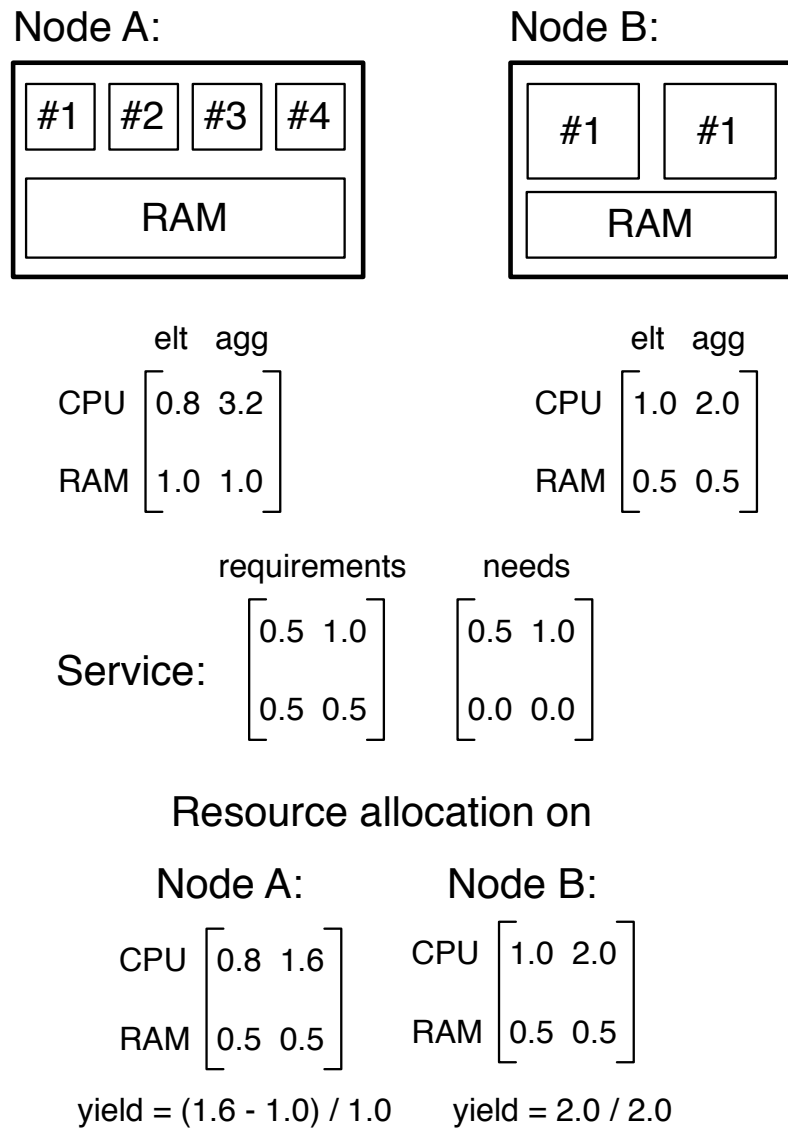 Node A: Node B:
#1 #2 #3 #4 #1 #1
RAM RAM
elt agg elt agg
CPU 0.8 3.2 CPU 1.0 2.0
RAM 1.0 1.0 RAM 0.5 0.5
requirements needs
0.5 1.0 0.5 1.0
Service:
0.5 0.5 0.0 0.0
Resource allocation on
Node A: Node B:
CPU 0.8 1.6 CPU 1.0 2.0
RAM 0.5 0.5 RAM 0.5 0.5
yield = (1.6 - 1.0) / 1.0 yield = 2.0 / 2.0